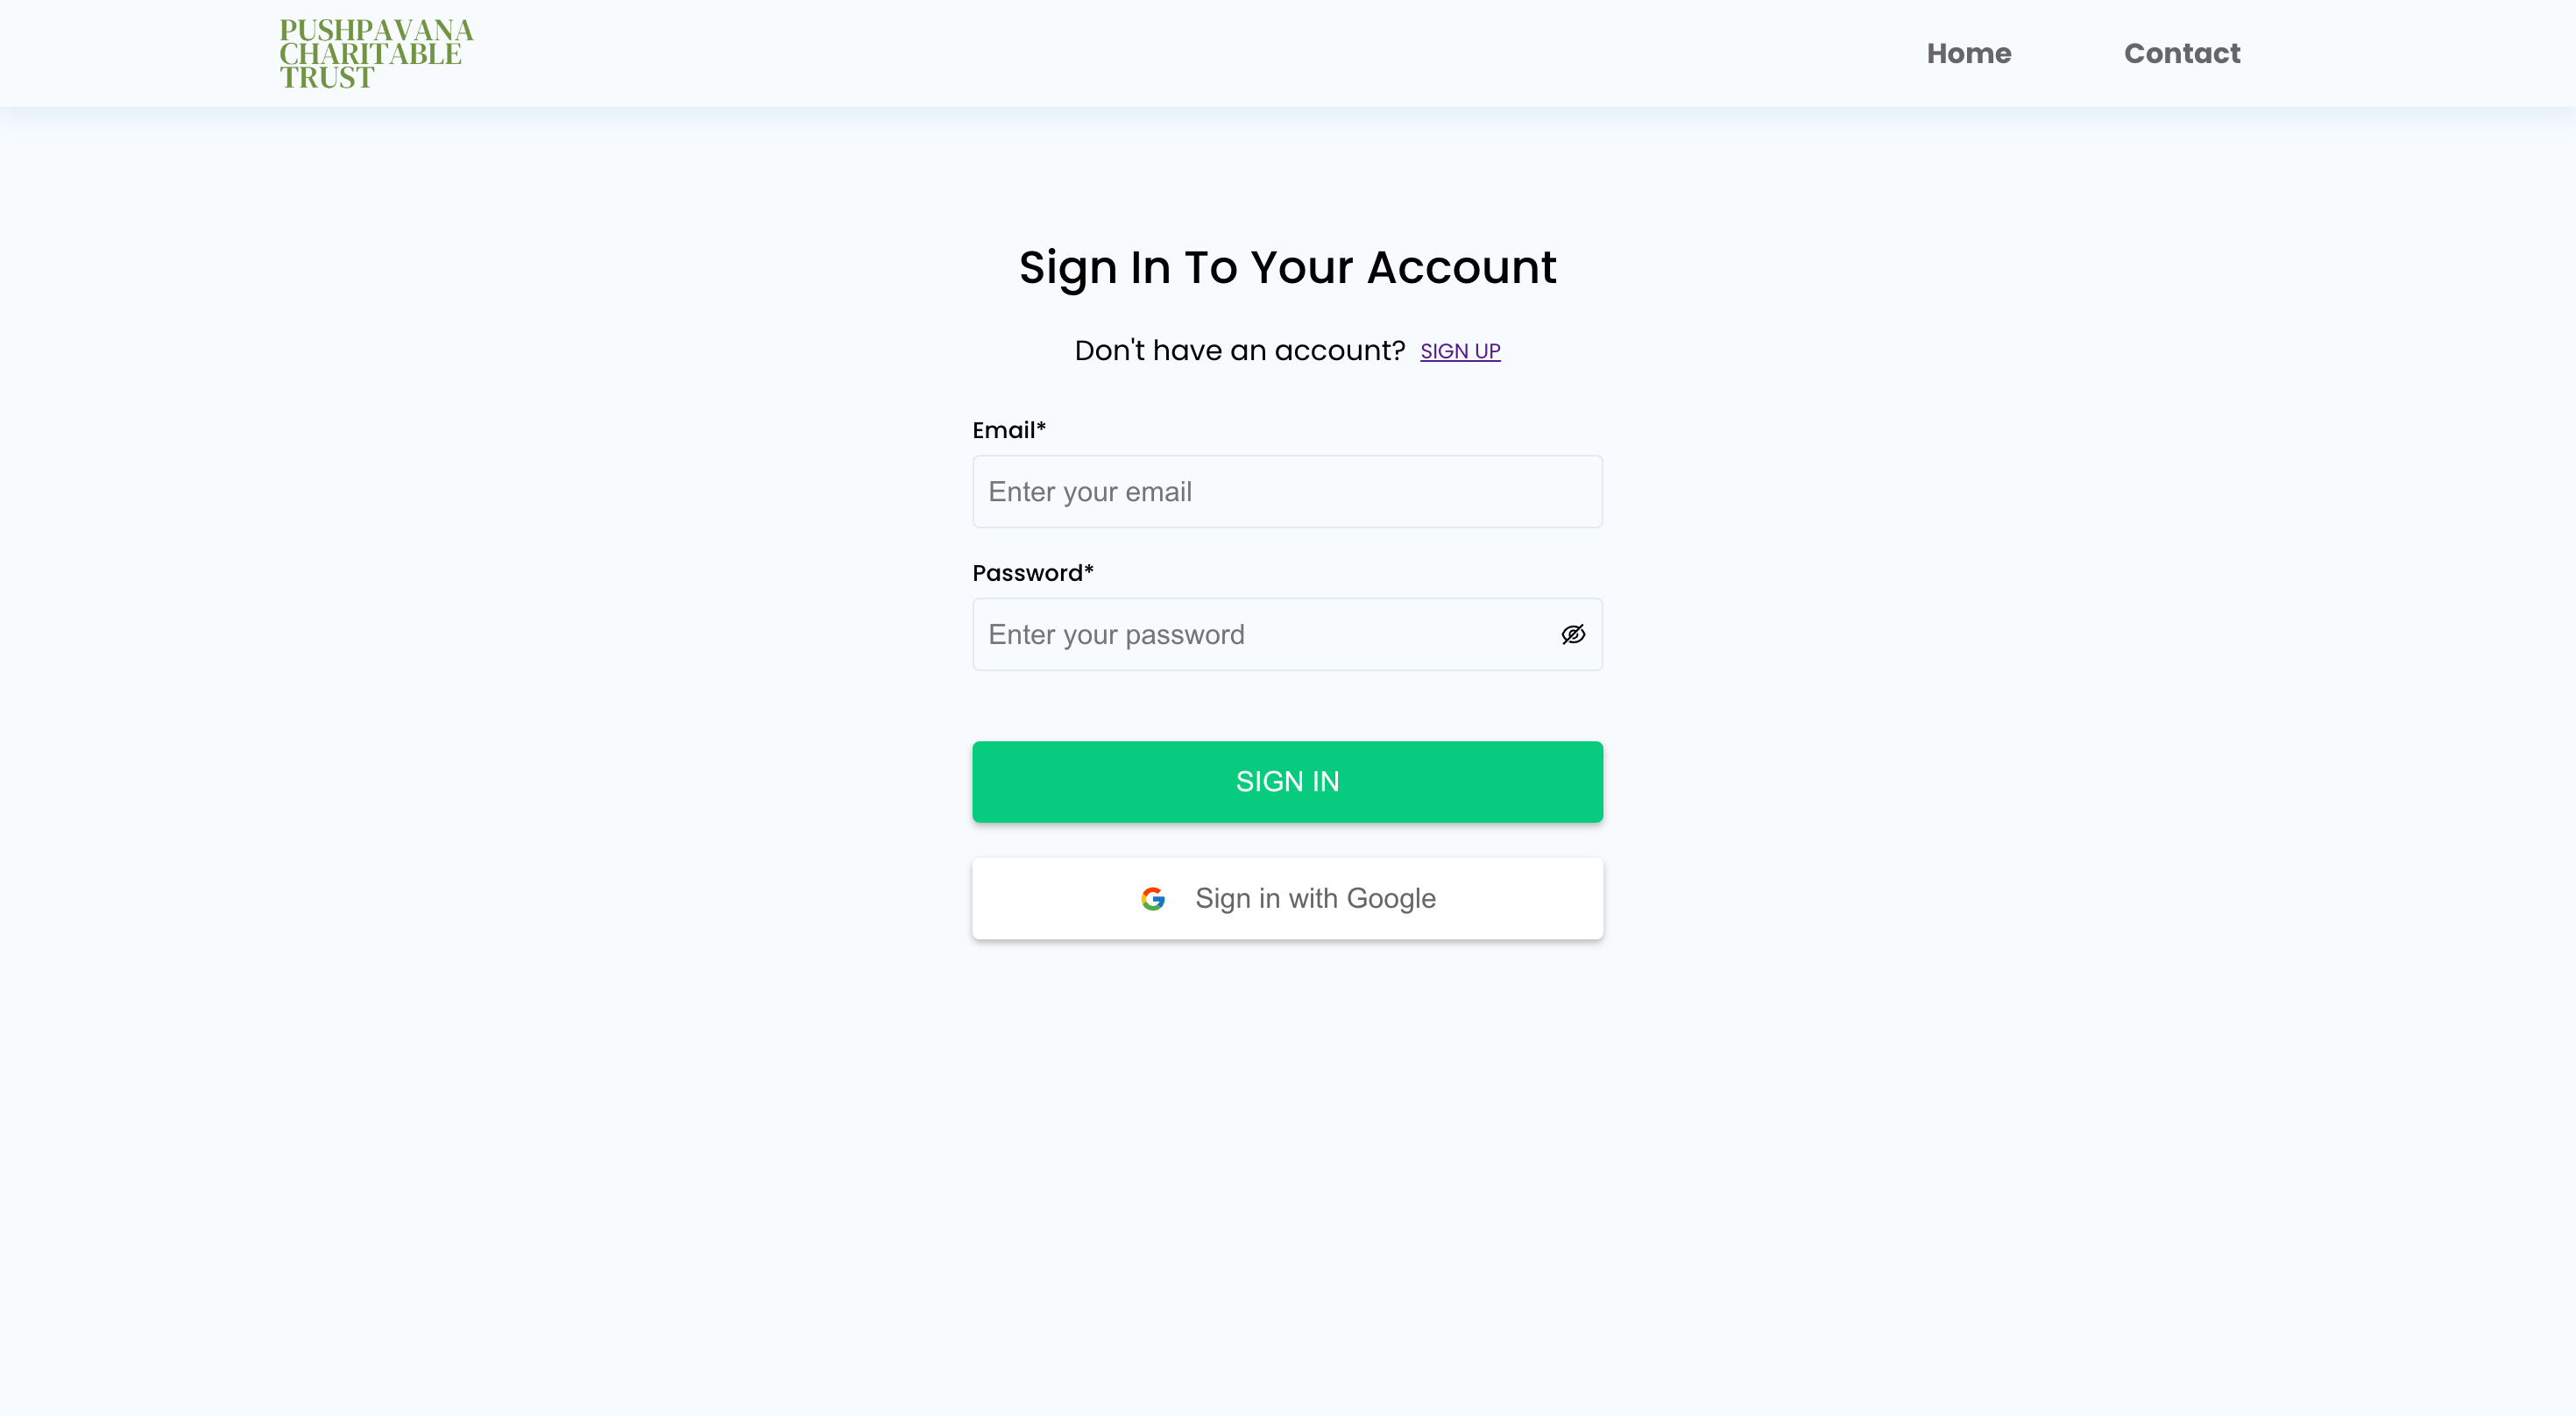 PUSHPAVANA
CHARITABLE
TRUST
Home
Contact
Sign In To Your Account
Don't have an account? SIGN UP
Email*
Enter your email
Password*
Enter your password
SIGN IN
Sign in with Google